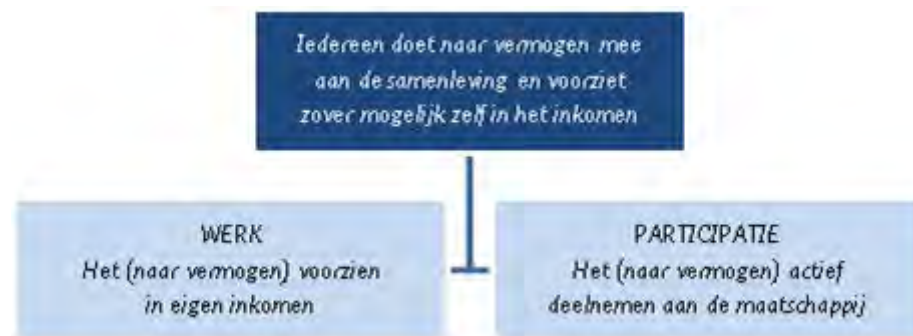 Iedereen doet naar vermogen mee
aan de samenleving en voorziet
zover mogelijk zelf in het inkomen
WERK
Het (naar vermogen) voorzien
in eigen inkomen
PARTICIPATIE
Het (naar vermogen) actief
deelnemen aan de maatschappij